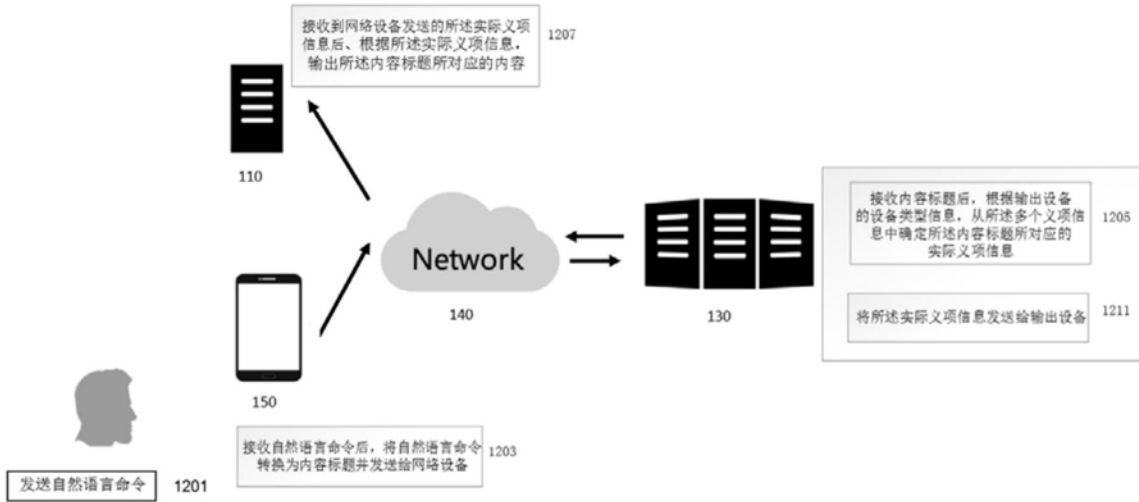 接收到网络设备发送的所述实际义项
信息后、根据所述实际义项信息，
输出所述内容标题所对应的内容
1207
110
接收内容标题后，根据输出设备
的设备类型信息，从所述多个义项信
息中确定所述内容标题所对应的
实际义项信息
1205
Network
140
130
将所述实际义项信息发送给输出设备
1211
150
接收自然语言命令后，将自然语言命令
转换为内容标题并发送给网络设备
1203
发送自然语言命令
1201